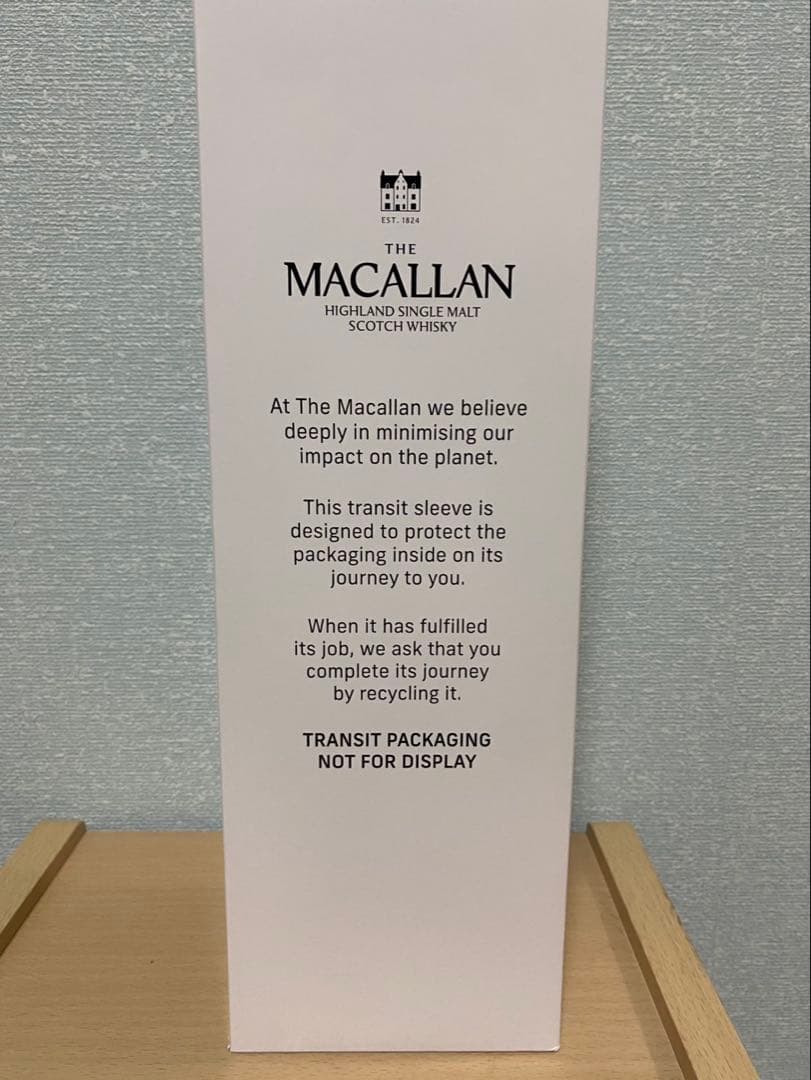 EST. 1824
THE
MACALLAN
HIGHLAND SINGLE MALT
SCOTCH WHISKY
At The Macallan we believe
deeply in minimising our
impact on the planet.
This transit sleeve is
designed to protect the
packaging inside on its
journey to you.
When it has fulfilled
its job, we ask that you
complete its journey
by recycling it.
TRANSIT PACKAGING
NOT FOR DISPLAY